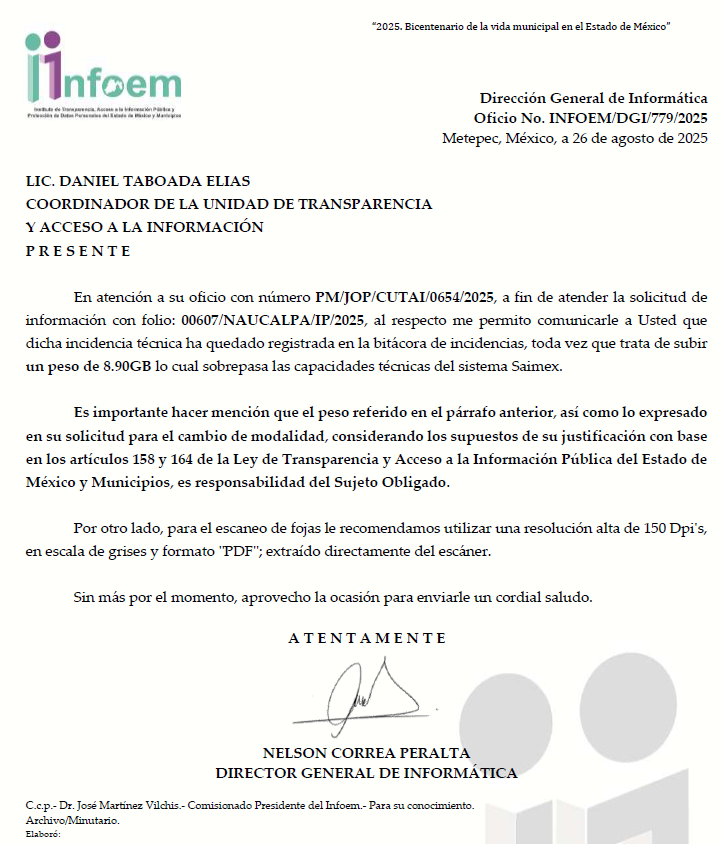 “2025. Bicentenario de la vida municipal en el Estado de México”
infoem
Instituto de Transparencia, Acceso a la Información Pública y
Protección de Datos Personales del Estado de México y Municipios
Dirección General de Informática
Oficio No. INFOEM/DGI/779/2025
Metepec, México, a 26 de agosto de 2025
LIC. DANIEL TABOADA ELIAS
COORDINADOR DE LA UNIDAD DE TRANSPARENCIA
Y ACCESO A LA INFORMACIÓN
P R E S E N T E
En atención a su oficio con número PM/JOP/CUTAI/0654/2025, a fin de atender la solicitud de
información con folio: 00607/NAUCALPA/IP/2025, al respecto me permito comunicarle a Usted que
dicha incidencia técnica ha quedado registrada en la bitácora de incidencias, toda vez que trata de subir
un peso de 8.90GB lo cual sobrepasa las capacidades técnicas del sistema Saimex.
Es importante hacer mención que el peso referido en el párrafo anterior, así como lo expresado
en su solicitud para el cambio de modalidad, considerando los supuestos de su justificación con base
en los artículos 158 y 164 de la Ley de Transparencia y Acceso a la Información Pública del Estado de
México y Municipios, es responsabilidad del Sujeto Obligado.
Por otro lado, para el escaneo de fojas le recomendamos utilizar una resolución alta de 150 Dpi's,
en escala de grises y formato "PDF"; extraído directamente del escáner.
Sin más por el momento, aprovecho la ocasión para enviarle un cordial saludo.
A T E N T A M E N T E
NELSON CORREA PERALTA
DIRECTOR GENERAL DE INFORMÁTICA
C.c.p.- Dr. José Martínez Vilchis.- Comisionado Presidente del Infoem.- Para su conocimiento.
Archivo/Minutario.
Elaboró: